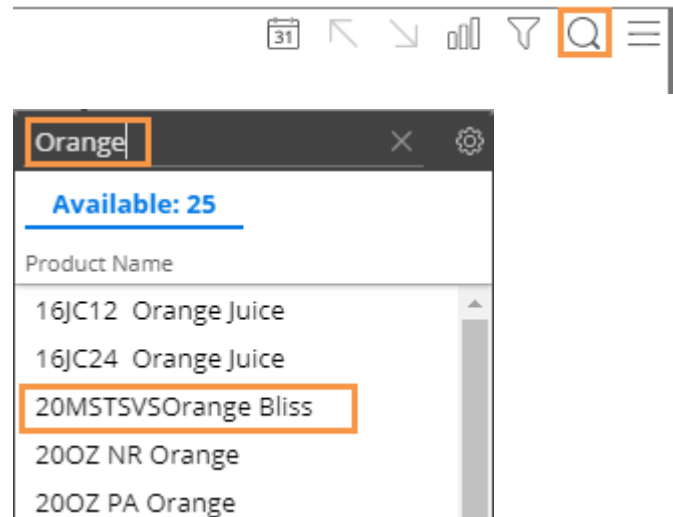 31
Orange
Available: 25
Product Name
16JC12  Orange Juice
16JC24  Orange Juice
20MSTSVSOrange Bliss
20OZ NR Orange
20OZ PA Orange